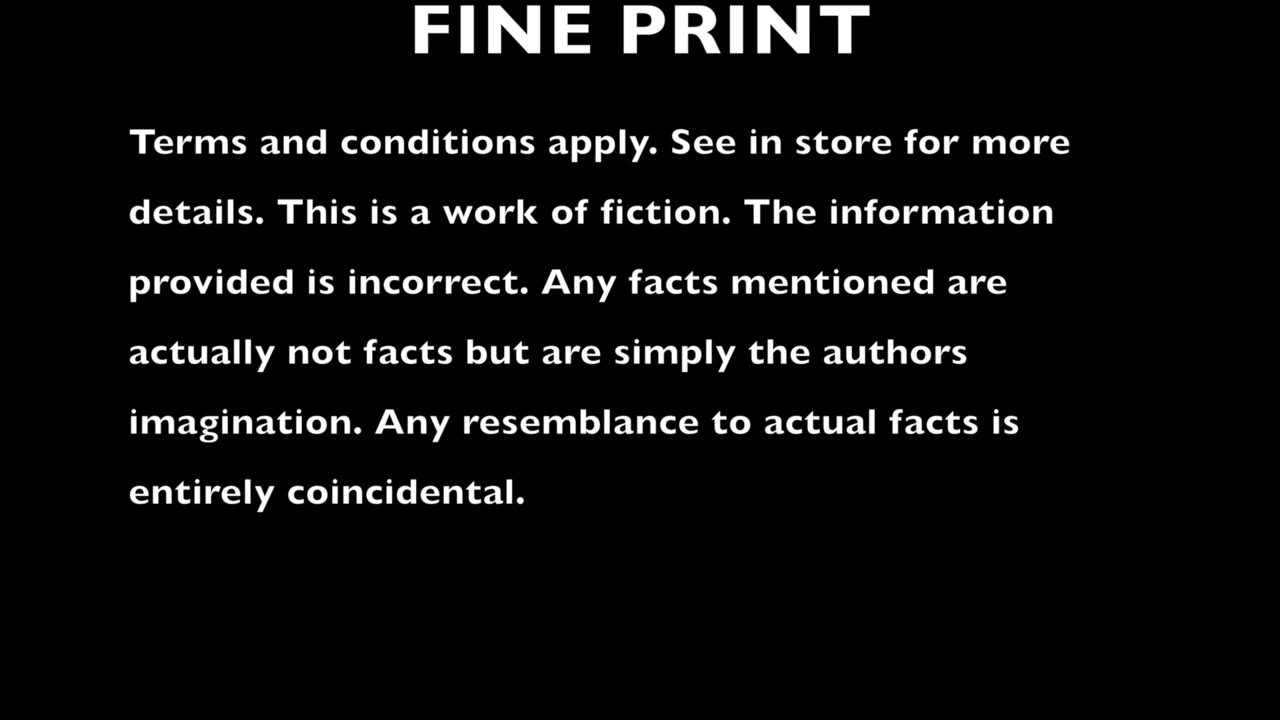 FINE PRINT
Terms and conditions apply. See in store for more
details. This is a work of fiction. The information
provided is incorrect. Any facts mentioned are
actually not facts but are simply the authors
imagination. Any resemblance to actual facts is
entirely coincidental.